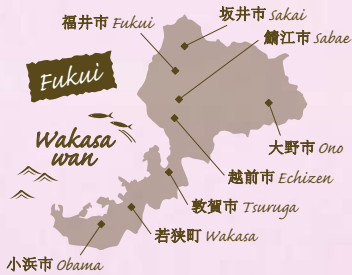 坂井市 Sakai
福井市 Fukui
鯖江市 Sabae
Fukui
Wakasa
wan
大野市 Ono
越前市 Echizen
敦賀市 Tsuruga
若狭町 Wakasa
小浜市 Obama